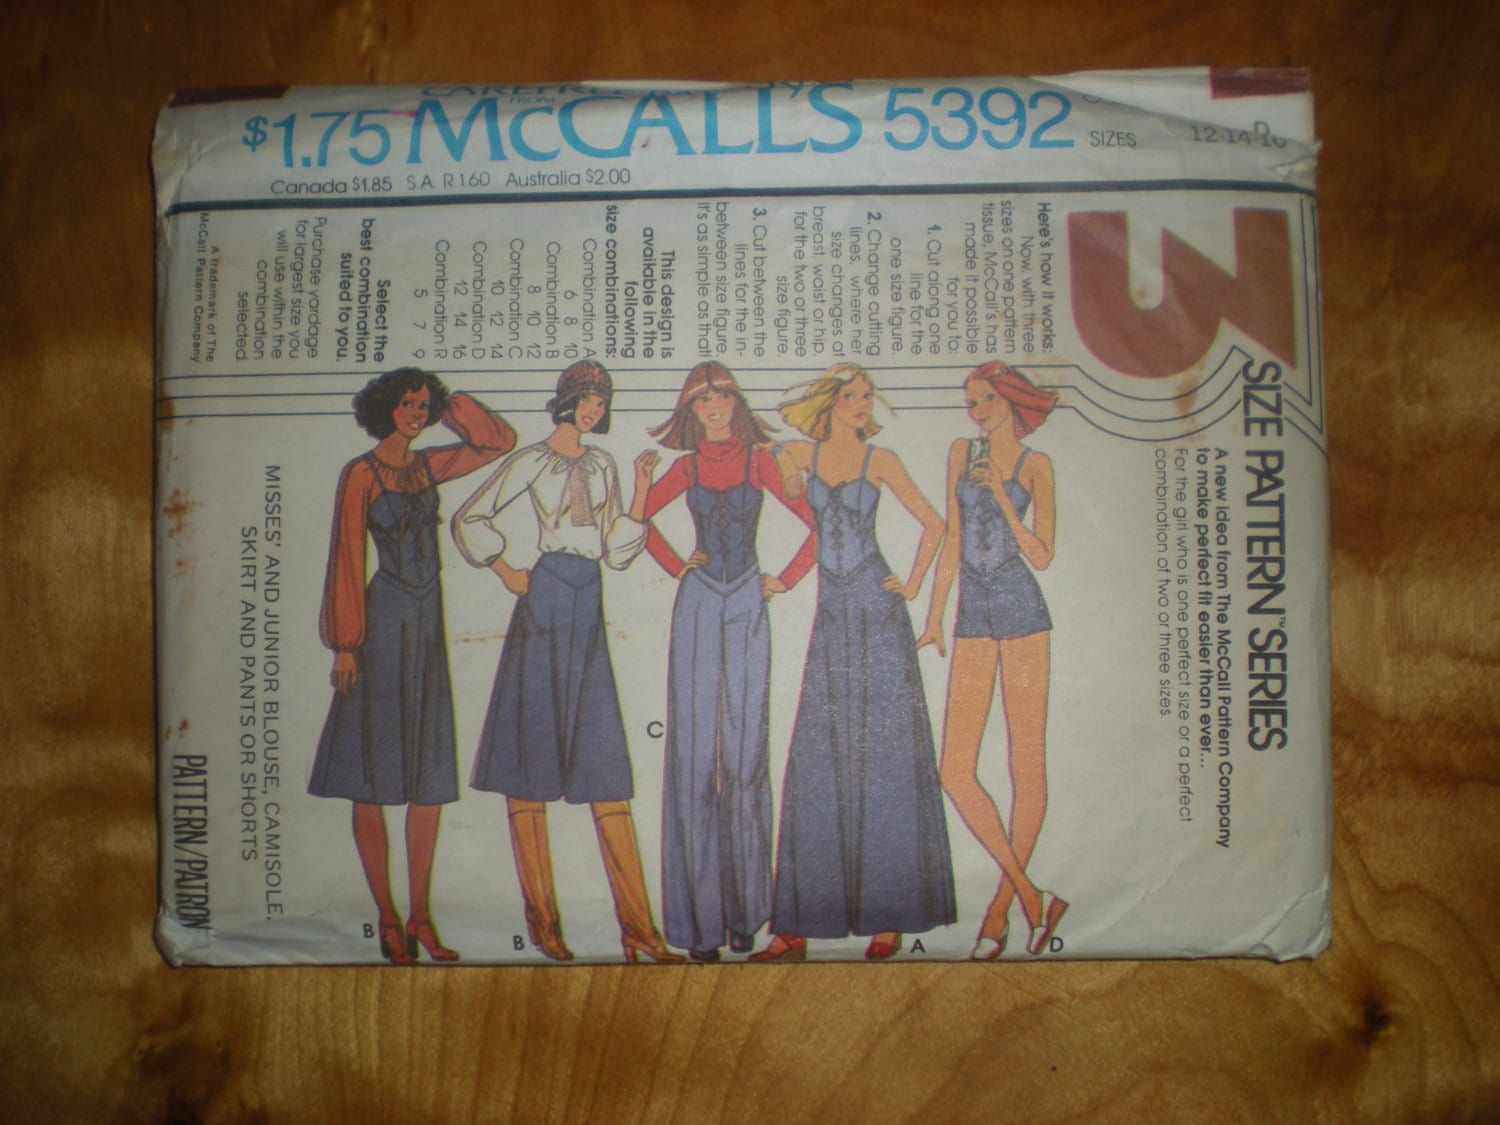 CAREFREE
FROM
$1.75 McCALL'S 5392 SIZES 12-14-16
Canada $1.85 S.A. R 1.60 Australia $2.00
3
SIZE PATTERN™ SERIES
A new idea from The McCall Pattern Company
to make perfect fit easier than ever...
For the girl who is one perfect size or a perfect
combination of two or three sizes.
Here's how it works:
Now, with three
sizes on one pattern
tissue, McCall's has
made it possible
for you to:
1. Cut along one
line for the
one size figure.
2. Change cutting
lines, where her
size changes at
breast, waist or hip,
for the two or three
size figure.
3. Cut between the
lines for the in-
between size figure.
It's as simple as that!
This design is
available in the
following
size combinations:
Combination A
6 8 10
Combination B
8 10 12
Combination C
10 12 14
Combination D
12 14 16
Combination R
5 7 9
Select the
best combination
suited to you.
Purchase yardage
for largest size you
will use within the
combination
selected.
A trademark of The
McCall Pattern Company
MISSES' AND JUNIOR BLOUSE, CAMISOLE,
SKIRT AND PANTS OR SHORTS
PATTERN/PATRON
B
B
C
A
D